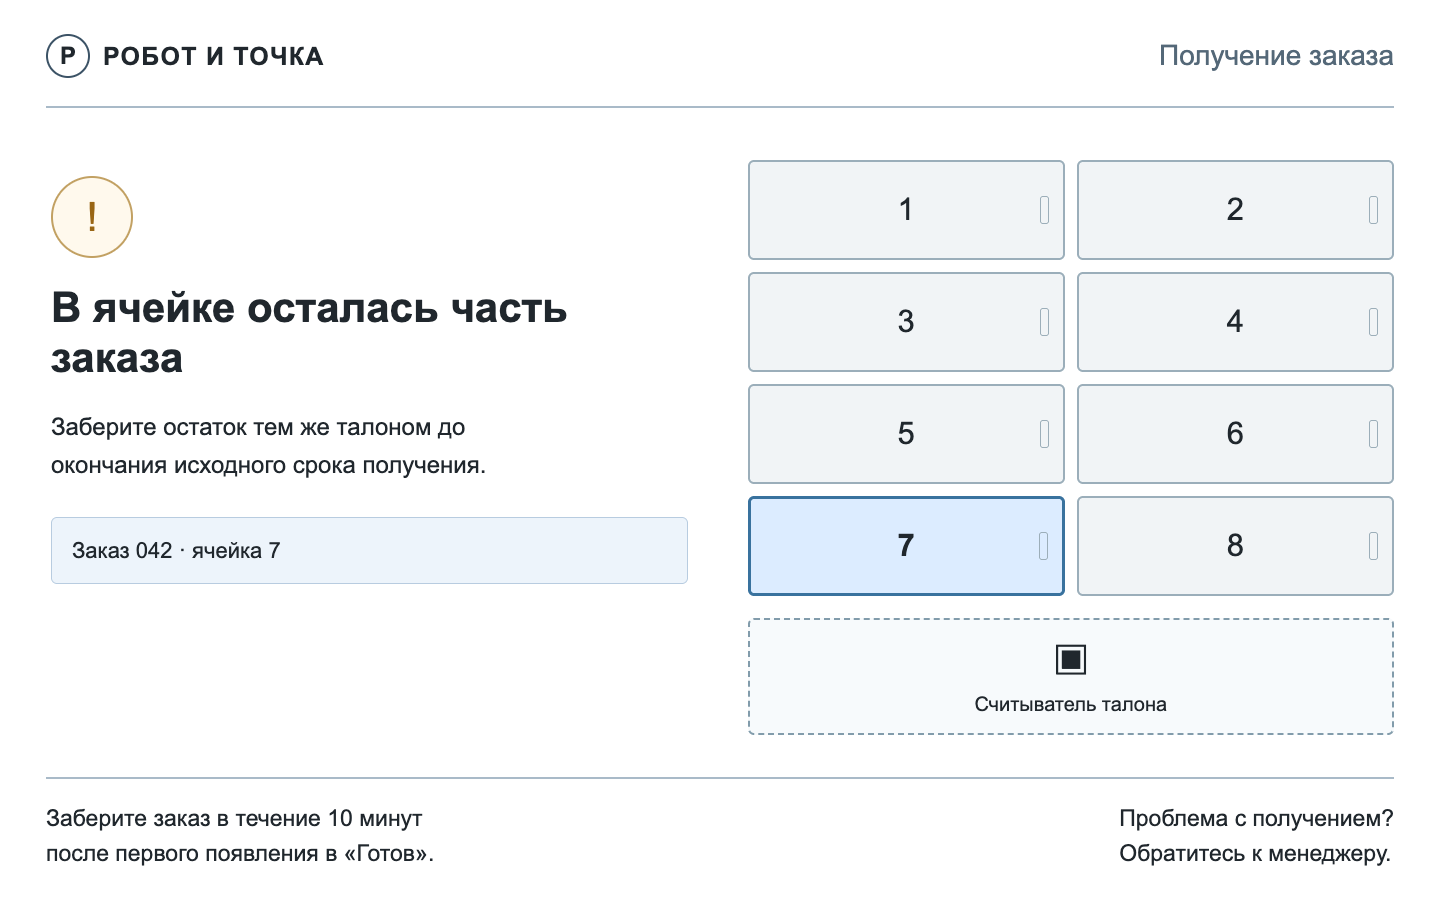 Р РОБОТ И ТОЧКА
Получение заказа
!
В ячейке осталась часть
заказа
Заберите остаток тем же талоном до
окончания исходного срока получения.
Заказ 042 · ячейка 7
1
2
3
4
5
6
7
8
Считыватель талона
Заберите заказ в течение 10 минут
после первого появления в «Готов».
Проблема с получением?
Обратитесь к менеджеру.